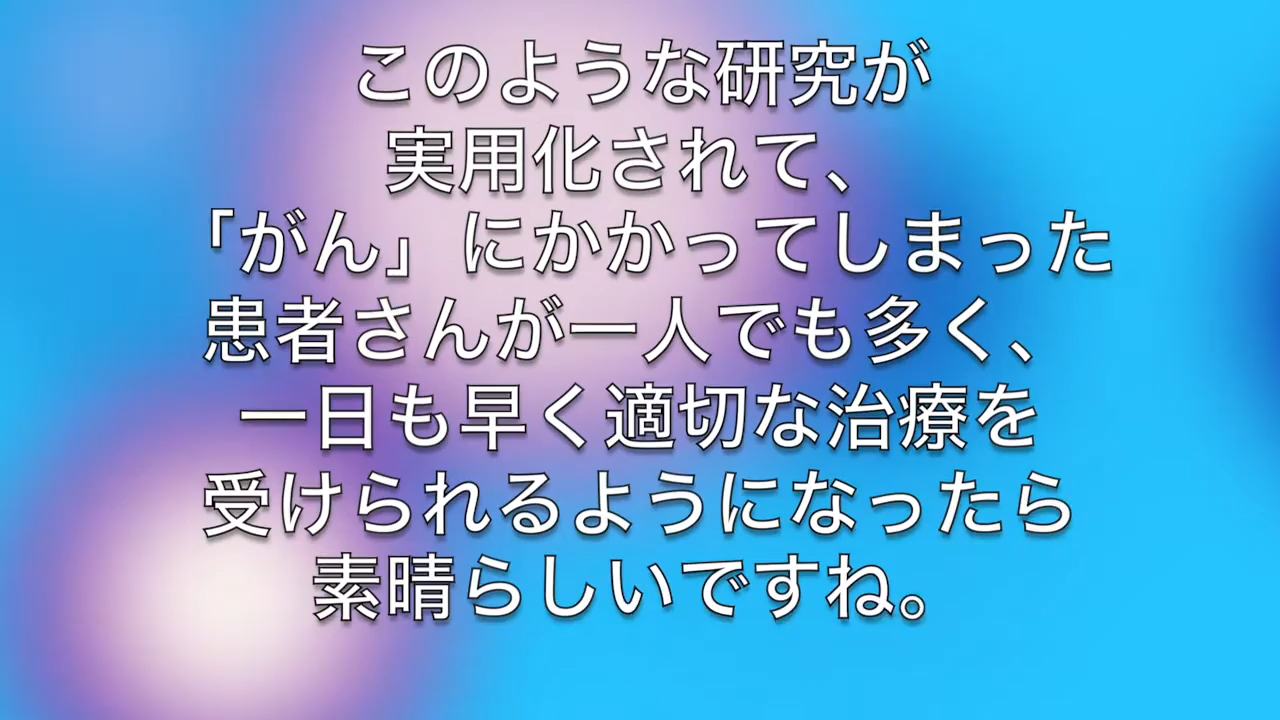 このような研究が
実用化されて、
「がん」にかかってしまった
患者さんが一人でも多く、
一日も早く適切な治療を
受けられるようになったら
素晴らしいですね。